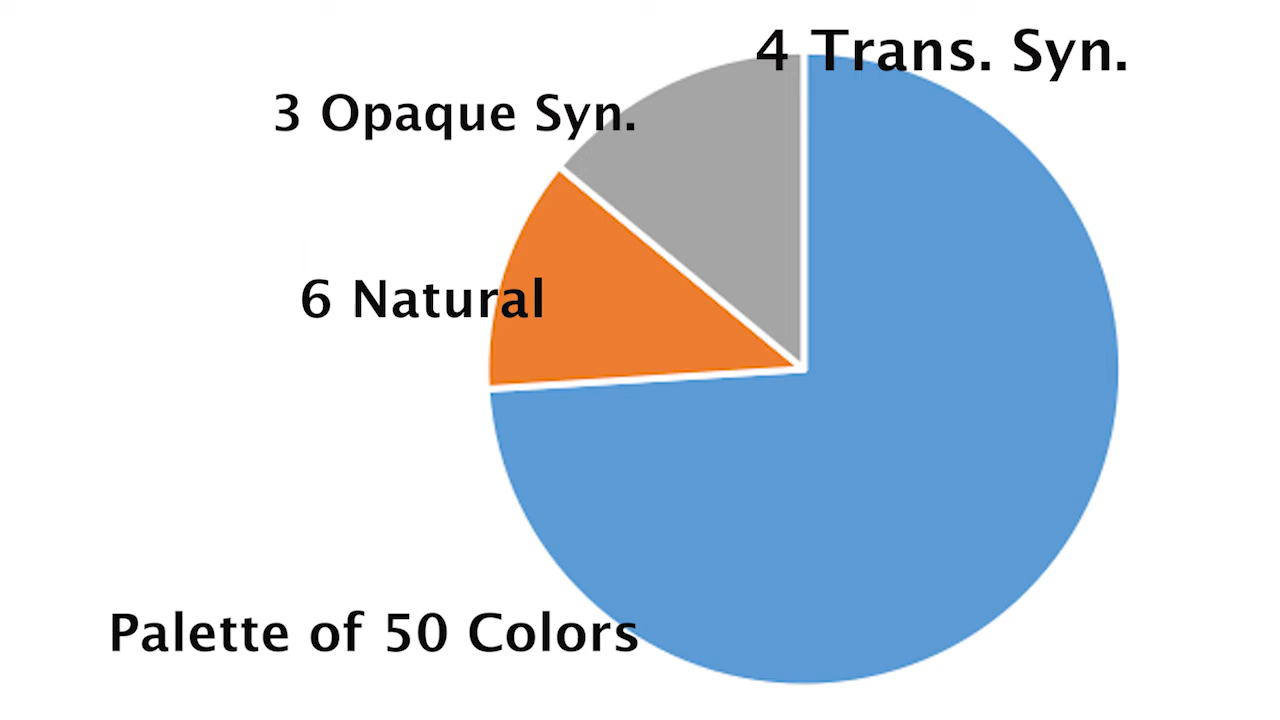 4 Trans. Syn.
3 Opaque Syn.
6 Natural
Palette of 50 Colors